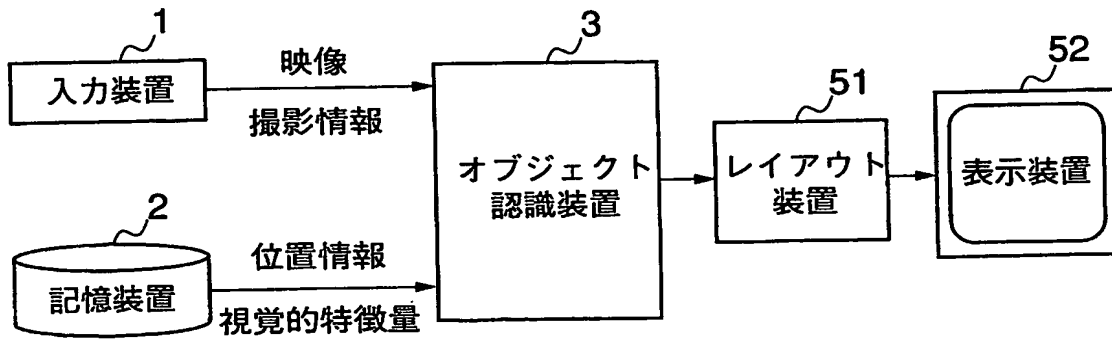 1
入力装置
映像
撮影情報
2
記憶装置
位置情報
視覚的特徴量
3
オブジェクト
認識装置
51
レイアウト
装置
52
表示装置